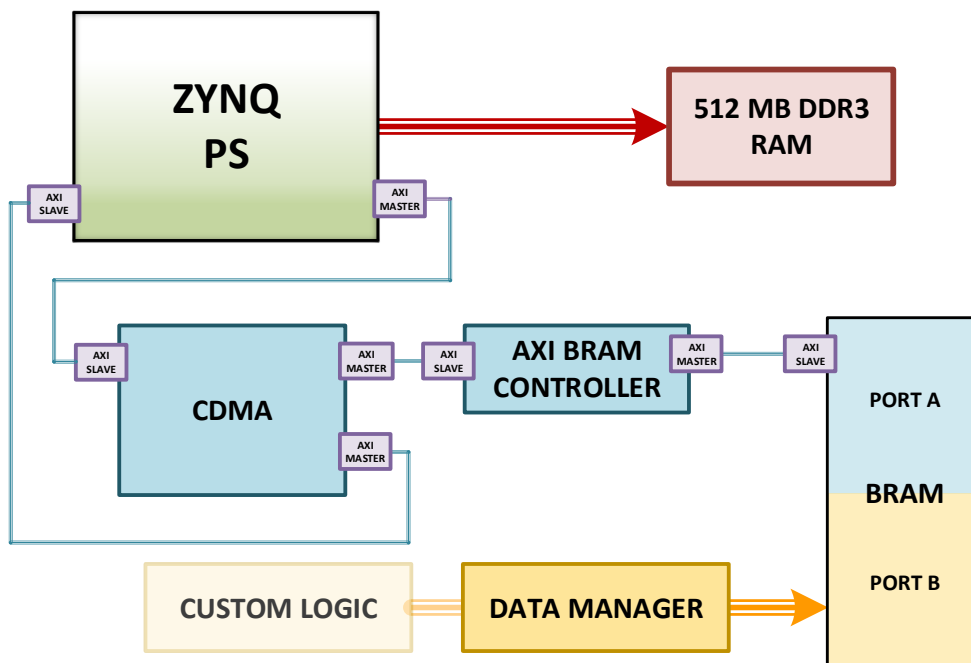 ZYNQ
PS
512 MB DDR3
RAM
AXI
SLAVE
AXI
MASTER
AXI
SLAVE
CDMA
AXI
MASTER
AXI
MASTER
AXI
SLAVE
AXI BRAM
CONTROLLER
AXI
MASTER
AXI
SLAVE
PORT A
BRAM
PORT B
CUSTOM LOGIC
DATA MANAGER